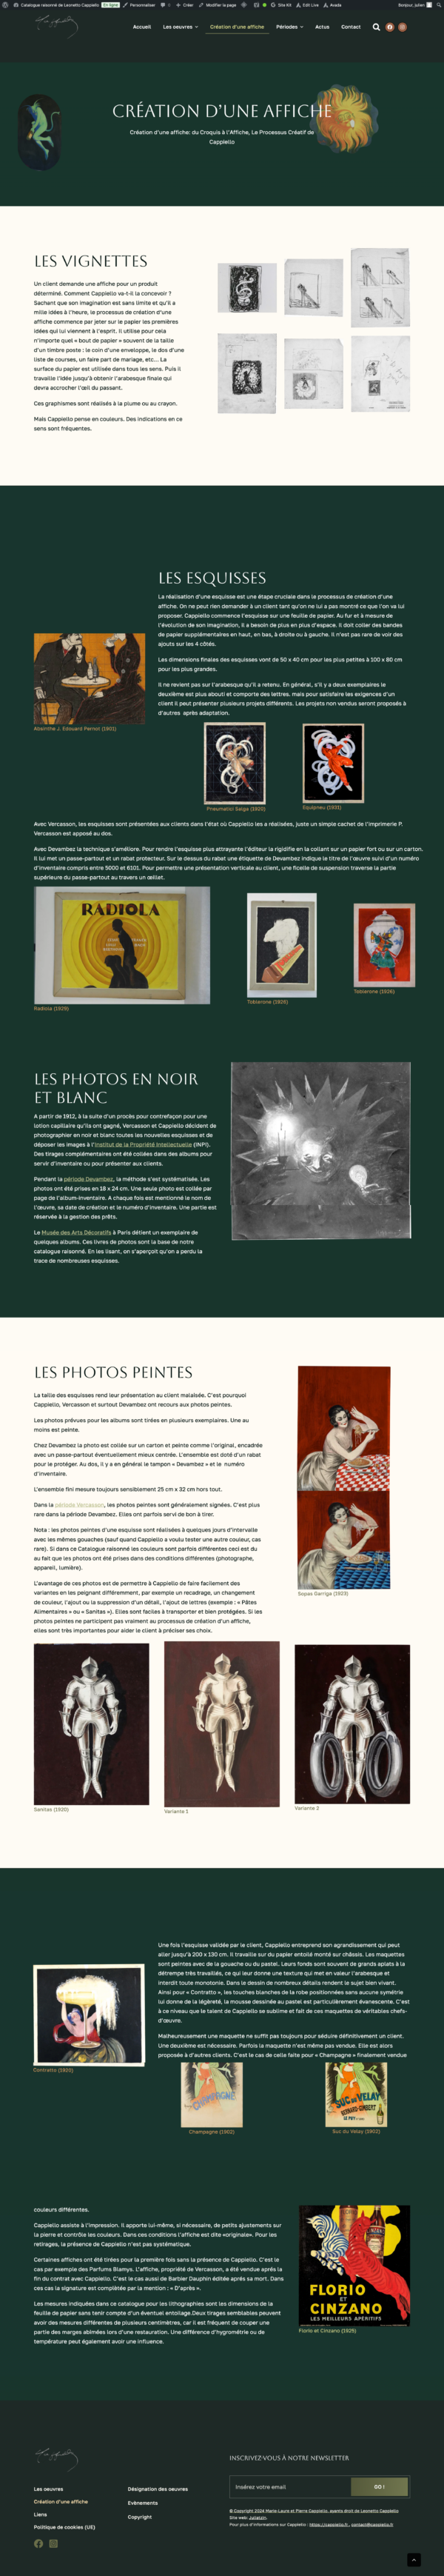 Catalogue raisonné de Leonetto Cappiello En ligne Personnaliser 0 Créer Modifier la page Site Kit Edit Live Avada Bonjour, julien
Accueil Les oeuvres Création d'une affiche Périodes Actus Contact
CRÉATION D'UNE AFFICHE
Création d'une affiche: du Croquis à l'Affiche, Le Processus Créatif de
Cappiello
LES VIGNETTES
Un client demande une affiche pour un produit
déterminé. Comment Cappiello va-t-il la concevoir ?
Sachant que son imagination est sans limite et qu'il a
mille idées à l'heure, le processus de création d'une
affiche commence par jeter sur le papier les premières
idées qui lui viennent à l'esprit. Il utilise pour cela
n'importe quel « bout de papier » souvent de la taille
d'un timbre poste : le coin d'une enveloppe, le dos d'une
liste de courses, un faire part de mariage, etc... La
surface du papier est utilisée dans tous les sens. Puis il
travaille l'idée jusqu'à obtenir l'arabesque finale qui
devra accrocher l'œil du passant.
Ces graphismes sont réalisés à la plume ou au crayon.
Mais Cappiello pense en couleurs. Des indications en ce
sens sont fréquentes.
LES ESQUISSES
La réalisation d'une esquisse est une étape cruciale dans la processus de création d'une
affiche. On ne peut rien demander à un client tant qu'on ne lui a pas montré ce que l'on va lui
proposer. Cappiello commence l'esquisse sur une feuille de papier. Au fur et à mesure de
l'évolution de son imagination, il a besoin de plus en plus d'espace. Il doit coller des bandes
de papier supplémentaires en haut, en bas, à droite ou à gauche. Il n'est pas rare de voir des
ajouts sur les 4 côtés.
Les dimensions finales des esquisses vont de 50 x 40 cm pour les plus petites à 100 x 80 cm
pour les plus grandes.
Il ne revient pas sur l'arabesque qu'il a retenu. En général, s'il y a deux exemplaires le
deuxième est plus abouti et comporte des lettres. mais pour satisfaire les exigences d'un
client il peut présenter plusieurs projets différents. Les projets non vendus seront proposés à
d'autres après adaptation.
Absinthe J. Edouard Pernot (1901)
Preservatici Salga (1920)
Equipneu (1931)
Avec Vercasson, les esquisses sont présentées aux clients dans l'état où Cappiello les a réalisées, juste un simple cachet de l'imprimerie P.
Vercasson est apposé au dos.
Avec Devambez la technique s'améliore. Pour rendre l'esquisse plus attrayante l'éditeur la rigidifie en la collant sur un papier fort ou sur un carton.
Il lui met un passe-partout et un rabat protecteur. Sur le dessus du rabat une étiquette de Devambez indique le titre de l'œuvre suivi d'un numéro
d'inventaire compris entre 5000 et 6101. Pour permettre une présentation verticale au client, une ficelle de suspension traverse la partie
supérieure du passe-partout au travers un œillet.
RADIOLA
Radiola (1929)
Toblerone (1925)
LES PHOTOS EN NOIR
ET BLANC
A partir de 1912, à la suite d'un procès pour contrefaçon pour une
lotion capillaire qu'ils ont gagné, Vercasson et Cappiello décident de
photographier en noir et blanc toutes les nouvelles esquisses et de
déposer les images à l'Institut de la Propriété Intellectuelle (INPI).
Des tirages complémentaires ont été collées dans des albums pour
servir d'inventaire ou pour présenter aux clients.
Pendant la période Devambez, la méthode s'est systématisée. Les
photos ont été prises en 18 x 24 cm. Une seule photo est collée par
page de l'album-inventaire. A chaque fois est mentionné le nom de
l'œuvre, sa date de création et le numéro d'inventaire. Une partie est
réservée à la gestion des prêts.
Le Musée des Arts Décoratifs à Paris détient un exemplaire de
quelques albums. Ces livres de photos sont la base de notre
catalogue raisonné. En les lisant, on s'aperçoit qu'on a perdu la
trace de nombreuses esquisses.
LES PHOTOS PEINTES
La taille des esquisses rend leur présentation au client malaisée. C'est pourquoi
Cappiello, Vercasson et surtout Devambez ont recours aux photos peintes.
Les photos prévues pour les albums sont tirées en plusieurs exemplaires. Une au
moins est peinte.
Chez Devambez la photo est collée sur un carton et peinte comme l'original, encadrée
avec un passe-partout éventuellement mieux centrée. L'ensemble est doté d'un rabat
pour le protéger. Au dos, il y a en général le tampon « Devambez » et le numéro
d'inventaire.
L'ensemble fini mesure toujours sensiblement 25 cm x 32 cm hors tout.
Dans la période Vercasson, les photos peintes sont généralement signées. C'est plus
rare dans la période Devambez. Elles ont parfois servi de bon à tirer.
Nota : les photos peintes d'une esquisse sont réalisées à quelques jours d'intervalle
avec les mêmes couleurs (sauf quand Cappiello a voulu tester une autre couleur, cas
rare). Si dans ce Catalogue raisonné les couleurs sont parfois différentes ceci est du
au fait que les photos ont été prises dans des conditions différentes (photographe,
appareil, lumière).
L'avantage de ces photos est de permettre à Cappiello de faire facilement des
variantes en les peignant différemment, par exemple un recadrage, un changement
de couleur, l'ajout ou la suppression d'un détail, l'ajout de lettres (exemple : « Pâtes
Alimentaires » ou « Sanitas »). Elles sont faciles à transporter et bien protégées. Si les
photos peintes ne participent pas vraiment au processus de création d'un affiche,
elles sont très importantes pour aider le client à préciser ses choix.
Sopas Garriga (1923)
Sanitas (1920)
Variante 1
Variante 2
Une fois l'esquisse validée par le client, Cappiello entreprend son agrandissement qui peut
aller jusqu'à 200 x 130 cm. Il travaille sur du papier entoilé monté sur châssis. Les maquettes
sont peintes avec de la gouache ou du pastel. Leurs fonds sont souvent de grands aplats à la
détrempe très travaillés, ce qui leur donne une texture qui met en valeur l'arabesque et
interdit toute monotonie. Dans la dessin de nombreux détails rendent le sujet bien vivant.
Ainsi pour « Contratto », les touches blanches de la robe positionnées sans aucune symétrie
lui donne de la légèreté, la mousse dessinée au pastel est particulièrement évanescente. C'est
à ce niveau que le talent de Cappiello se sublime et fait de ces maquettes de véritables chefs-
d'œuvre.
Malheureusement une maquette ne suffit pas toujours pour séduire définitivement un client.
Une deuxième est nécessaire. Parfois la maquette n'est pas vendue. Elle est alors
proposée à d'autres clients. C'est le cas de celle faite pour « Champagne » finalement vendue
Contratto (1920)
Champagne (1902)
SUC DU VELAY
Suc du Velay (1902)
couleurs différentes.
Cappiello assiste à l'impression. Il apporte lui-même, si nécessaire, de petits ajustements sur
la pierre et contrôle les couleurs. Dans ces conditions l'affiche est dite «originale». Pour les
retirages, la présence de Cappiello n'est pas systématique.
Certaines affiches ont été tirées pour la première fois sans la présence de Cappiello. C'est le
cas par exemple des Parfums Blamys. L'affiche, propriété de Vercasson, a été vendue après la
fin du contrat avec Cappiello. C'est le cas aussi de Barbier Dauphin éditée après sa mort. Dans
ces cas la signature est complétée par la mention : « D'après ».
Les mesures indiquées dans ce catalogue pour les lithographies sont les dimensions de la
feuille de papier sans tenir compte d'un éventuel entoilage.Deux tirages semblables peuvent
avoir des mesures différentes de plusieurs centimètres, car il est fréquent de couper une
partie des marges abîmées lors d'une restauration. Une différence d'hygrométrie ou de
température peut également avoir une influence.
FLORIO
ET
CINZANO
LES MEILLEURS APÉRITIFS
Florio et Cinzano (1925)
INSCRIVEZ-VOUS À NOTRE NEWSLETTER
Insérez votre email GO !
Les oeuvres
Création d'une affiche
Liens
Politique de cookies (UE)
Désignation des oeuvres
Evénements
Copyright
© Copyright 2024 Marie-Laure et Pierre Cappiello, ayants droit de Leonetto Cappiello
Site web: Juliatsin.
Pour plus d'informations sur Cappiello : https://cappiello.fr , contact@cappiello.fr